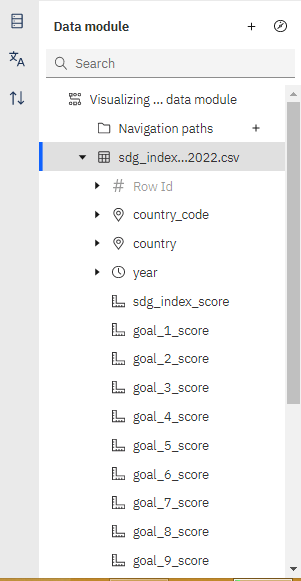 Data module
Search
Visualizing ... data module
Navigation paths
sdg_index...2022.csv
Row Id
country_code
country
year
sdg_index_score
goal_1_score
goal_2_score
goal_3_score
goal_4_score
goal_5_score
goal_6_score
goal_7_score
goal_8_score
goal_9_score